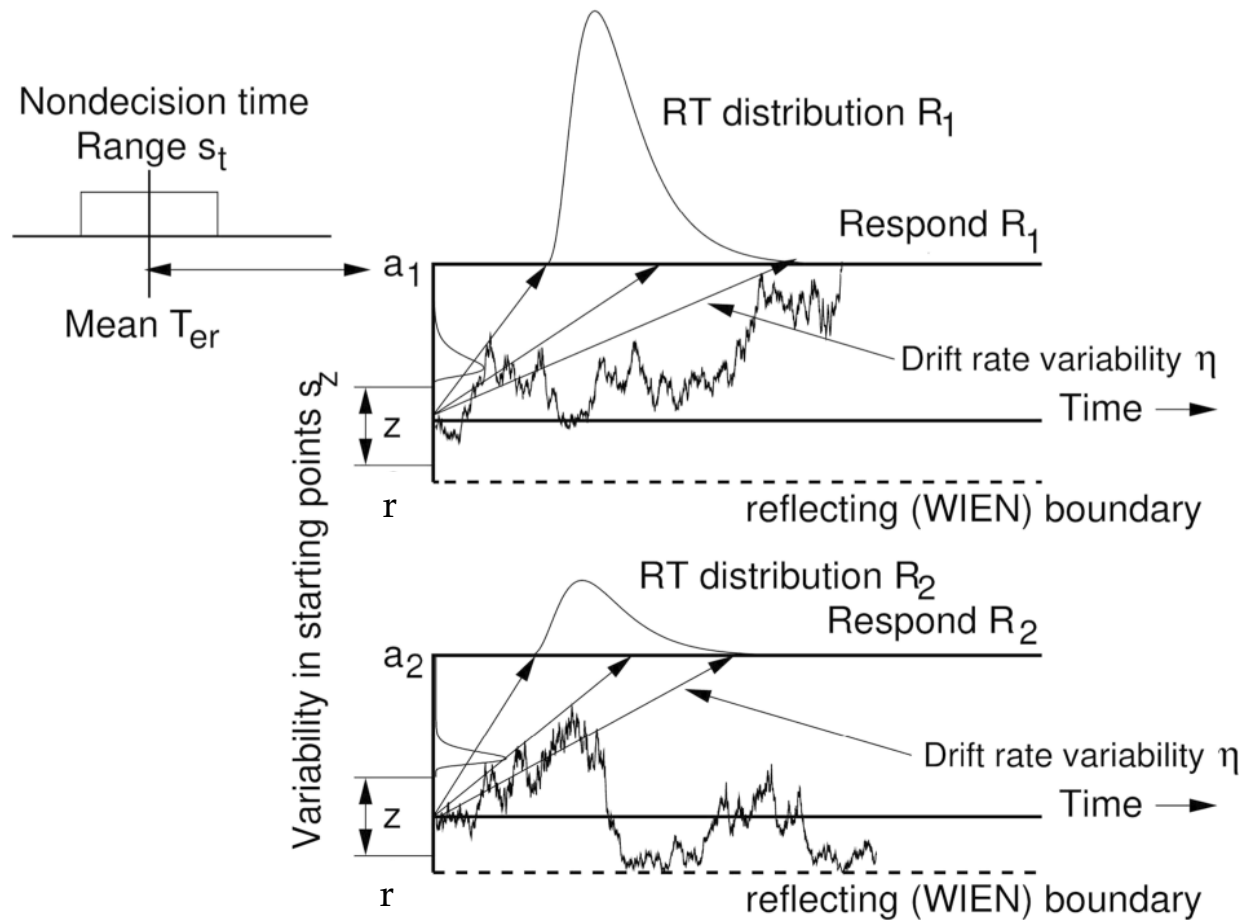 Nondecision time
Range s_t
Mean T_er
RT distribution R_1
Respond R_1
a_1
Drift rate variability η
Time
z
r
reflecting (WIEN) boundary
Variability in starting points s_z
RT distribution R_2
Respond R_2
a_2
Drift rate variability η
Time
z
r
reflecting (WIEN) boundary